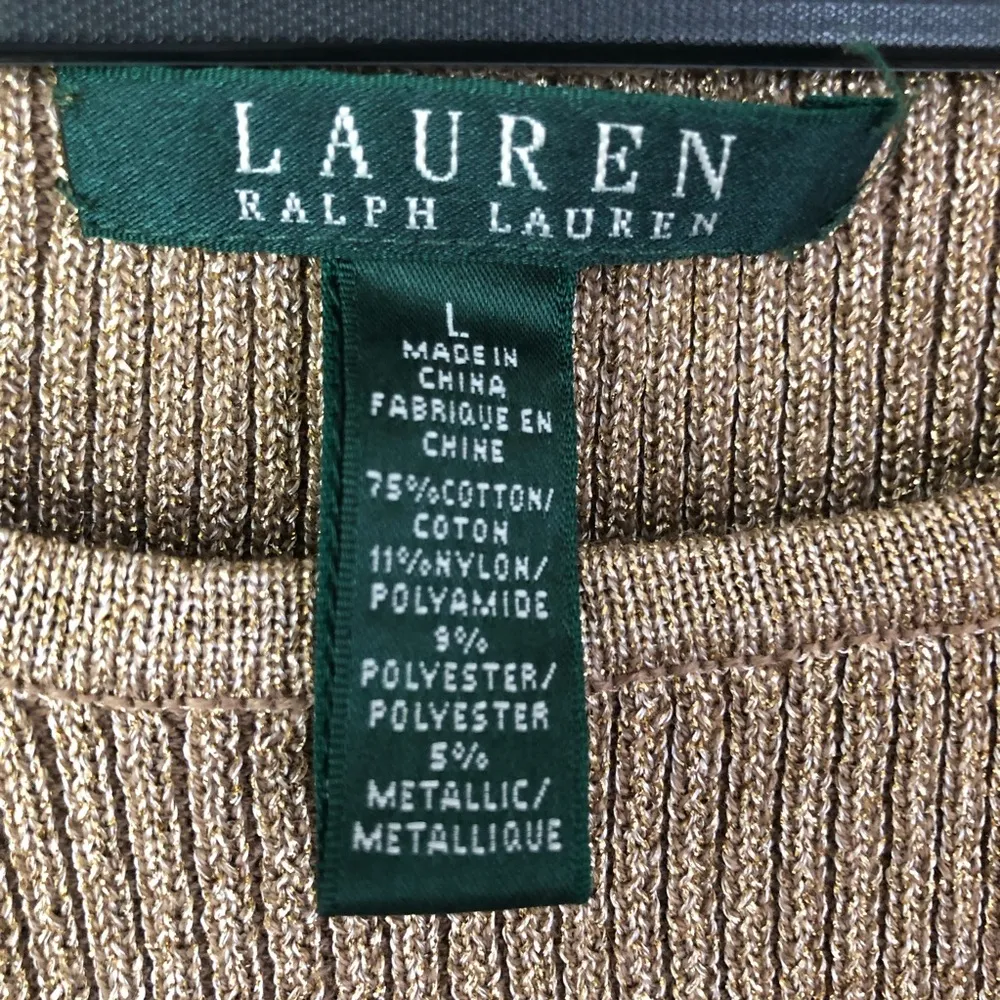 LAUREN
RALPH LAUREN
L
MADE IN
CHINA
FABRIQUE EN
CHINE
75%COTTON/
COTON
11%NYLON/
POLYAMIDE
9%
POLYESTER/
POLYESTER
5%
METALLIC/
METALLIQUE